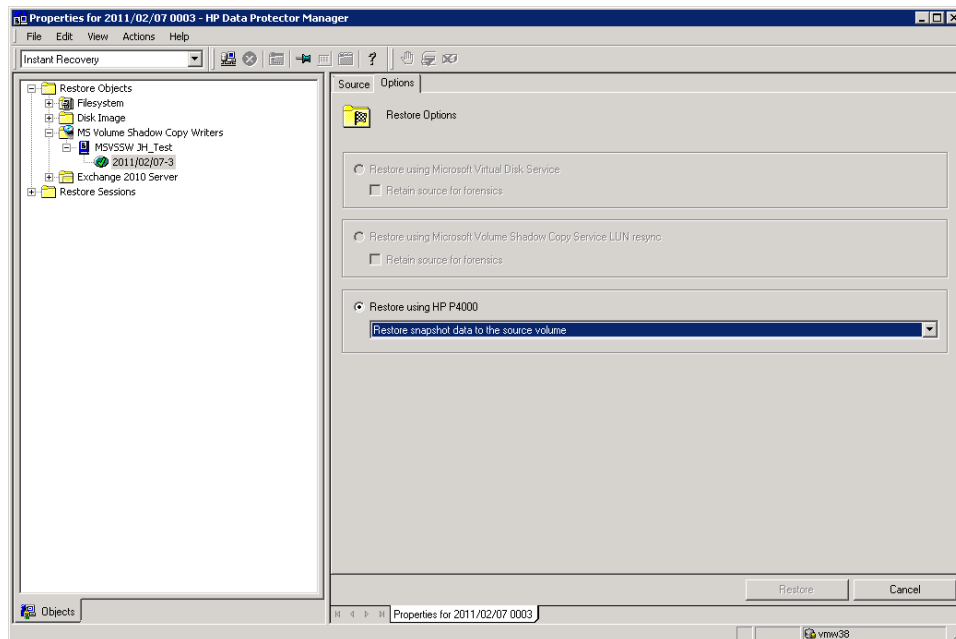 Properties for 2011/02/07 0003 - HP Data Protector Manager
File Edit View Actions Help
Instant Recovery
?
Restore Objects
Filesystem
Disk Image
MS Volume Shadow Copy Writers
MSVSSW JH_Test
2011/02/07-3
Exchange 2010 Server
Restore Sessions
Source Options
Restore Options
Restore using Microsoft Virtual Disk Service
Retain source for forensics
Restore using Microsoft Volume Shadow Copy Service LUN resync
Retain source for forensics
Restore using HP P4000
Restore snapshot data to the source volume
Restore Cancel
Objects
Properties for 2011/02/07 0003
vmw38